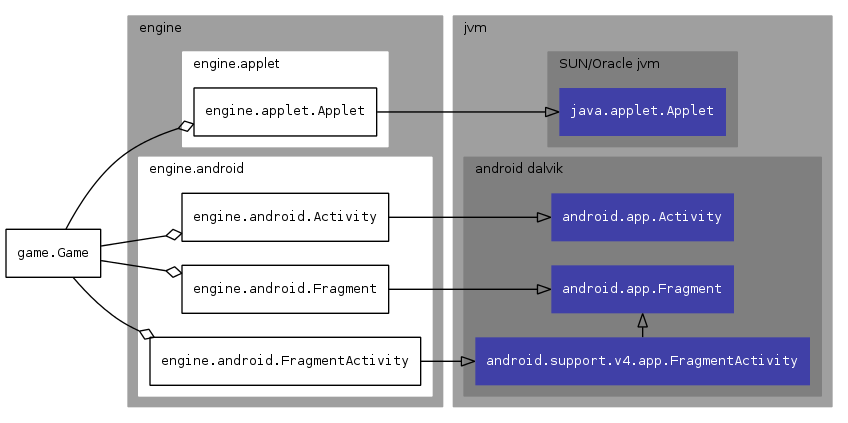 engine
jvm
engine.applet
SUN/Oracle jvm
engine.applet.Applet
java.applet.Applet
engine.android
android dalvik
engine.android.Activity
android.app.Activity
game.Game
engine.android.Fragment
android.app.Fragment
engine.android.FragmentActivity
android.support.v4.app.FragmentActivity